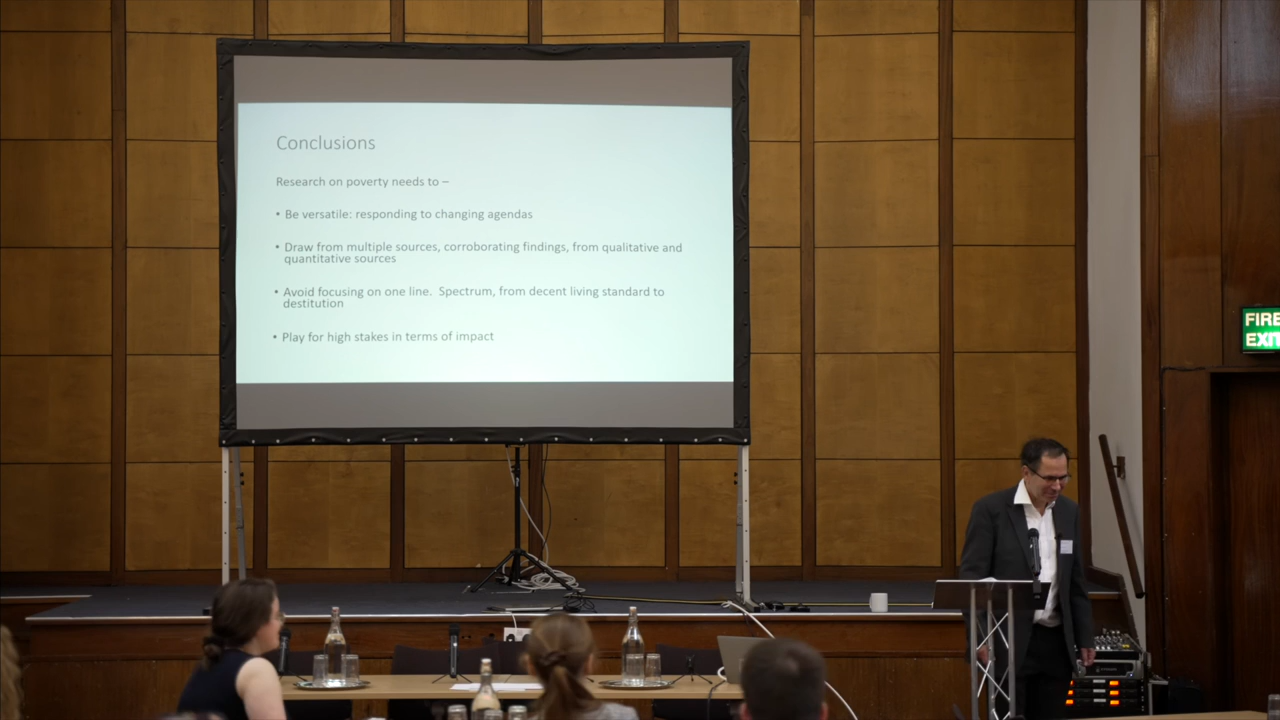 Conclusions
Research on poverty needs to –
• Be versatile: responding to changing agendas
• Draw from multiple sources, corroborating findings, from qualitative and
quantitative sources
• Avoid focusing on one line.  Spectrum, from decent living standard to
destitution
• Play for high stakes in terms of impact
FIRE
EXIT